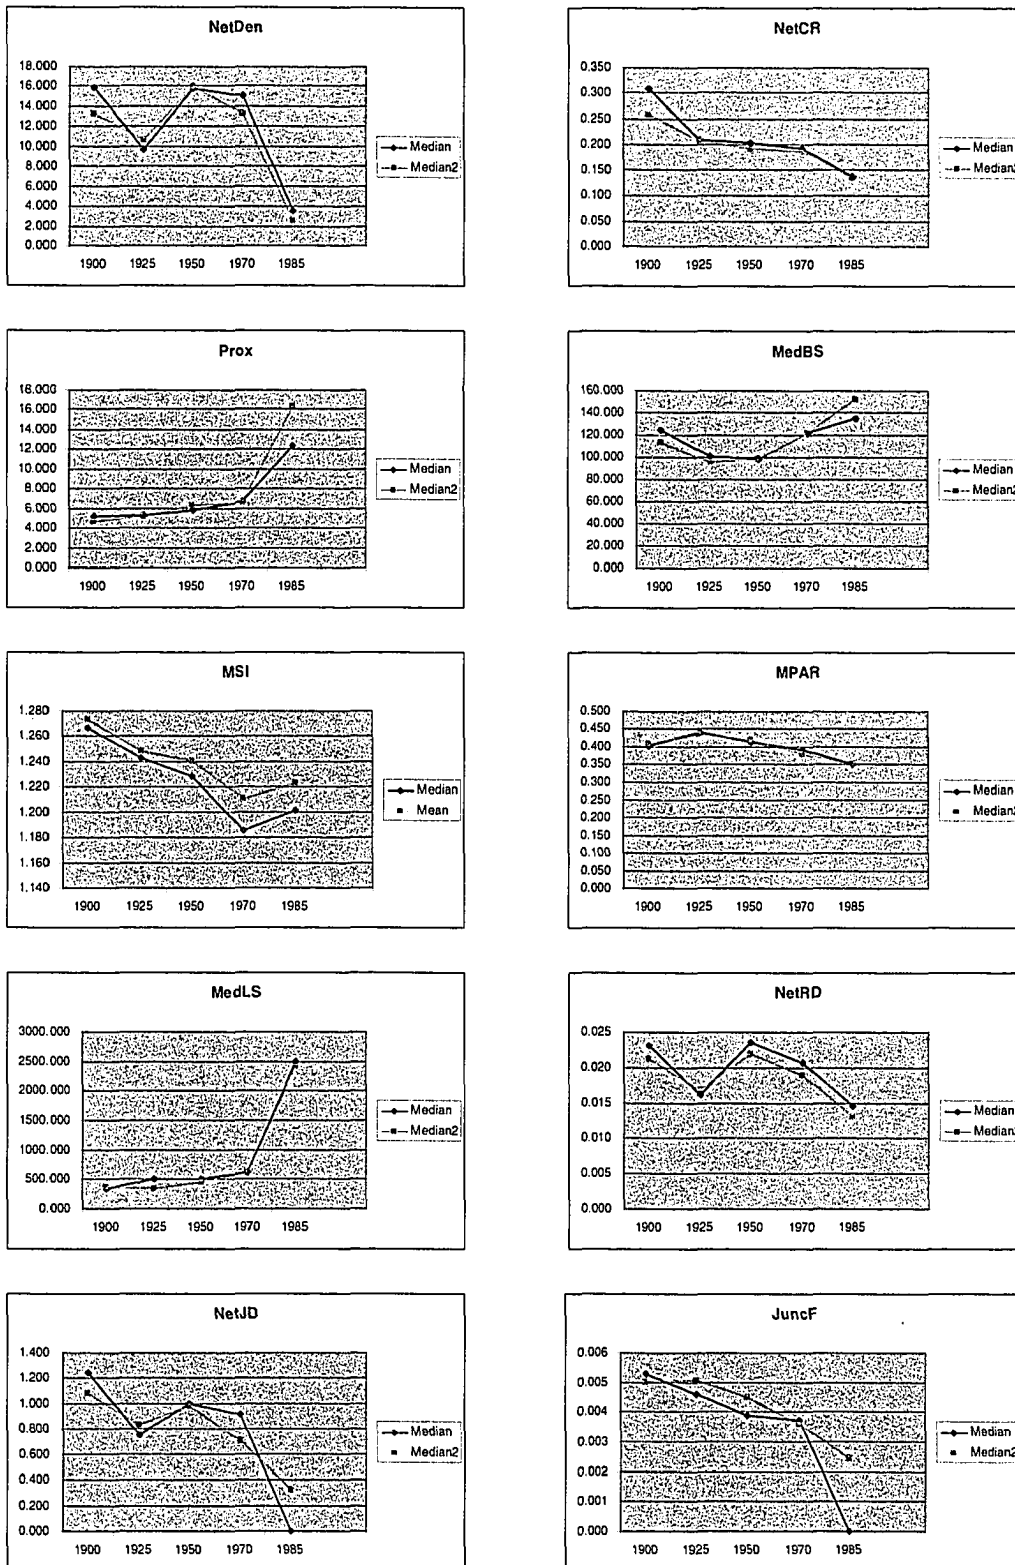 NetDen
18.000
16.000
14.000
12.000
10.000
8.000
6.000
4.000
2.000
0.000
1900 1925 1950 1970 1985
Median
Median2
NetCR
0.350
0.300
0.250
0.200
0.150
0.100
0.050
0.000
1900 1925 1950 1970 1985
Median
Median2
Prox
16.000
16.000
14.000
12.000
10.000
8.000
6.000
4.000
2.000
0.000
1900 1925 1950 1970 1985
Median
Median2
MedBS
160.000
140.000
120.000
100.000
80.000
60.000
40.000
20.000
0.000
1900 1925 1950 1970 1985
Median
Median2
MSI
1.280
1.260
1.240
1.220
1.200
1.180
1.160
1.140
1900 1925 1950 1970 1985
Median
Mean
MPAR
0.500
0.450
0.400
0.350
0.300
0.250
0.200
0.150
0.100
0.050
0.000
1900 1925 1950 1970 1985
Median
Median2
MedLS
3000.000
2500.000
2000.000
1500.000
1000.000
500.000
0.000
1900 1925 1950 1970 1985
Median
Median2
NetRD
0.025
0.020
0.015
0.010
0.005
0.000
1900 1925 1950 1970 1985
Median
Median2
NetJD
1.400
1.200
1.000
0.800
0.600
0.400
0.200
0.000
1900 1925 1950 1970 1985
Median
Median2
JuncF
0.006
0.005
0.004
0.003
0.002
0.001
0.000
1900 1925 1950 1970 1985
Median
Median2